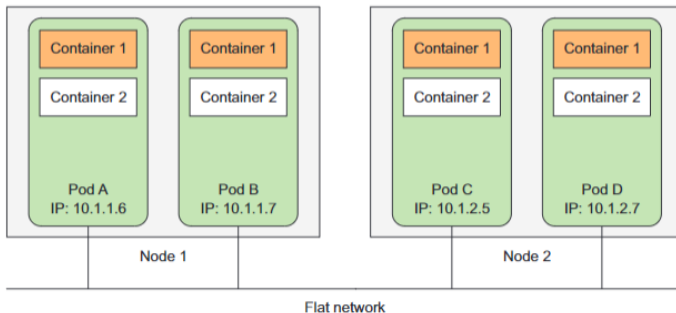 Container 1
Container 2
Pod A
IP: 10.1.1.6
Container 1
Container 2
Pod B
IP: 10.1.1.7
Node 1
Container 1
Container 2
Pod C
IP: 10.1.2.5
Container 1
Container 2
Pod D
IP: 10.1.2.7
Node 2
Flat network